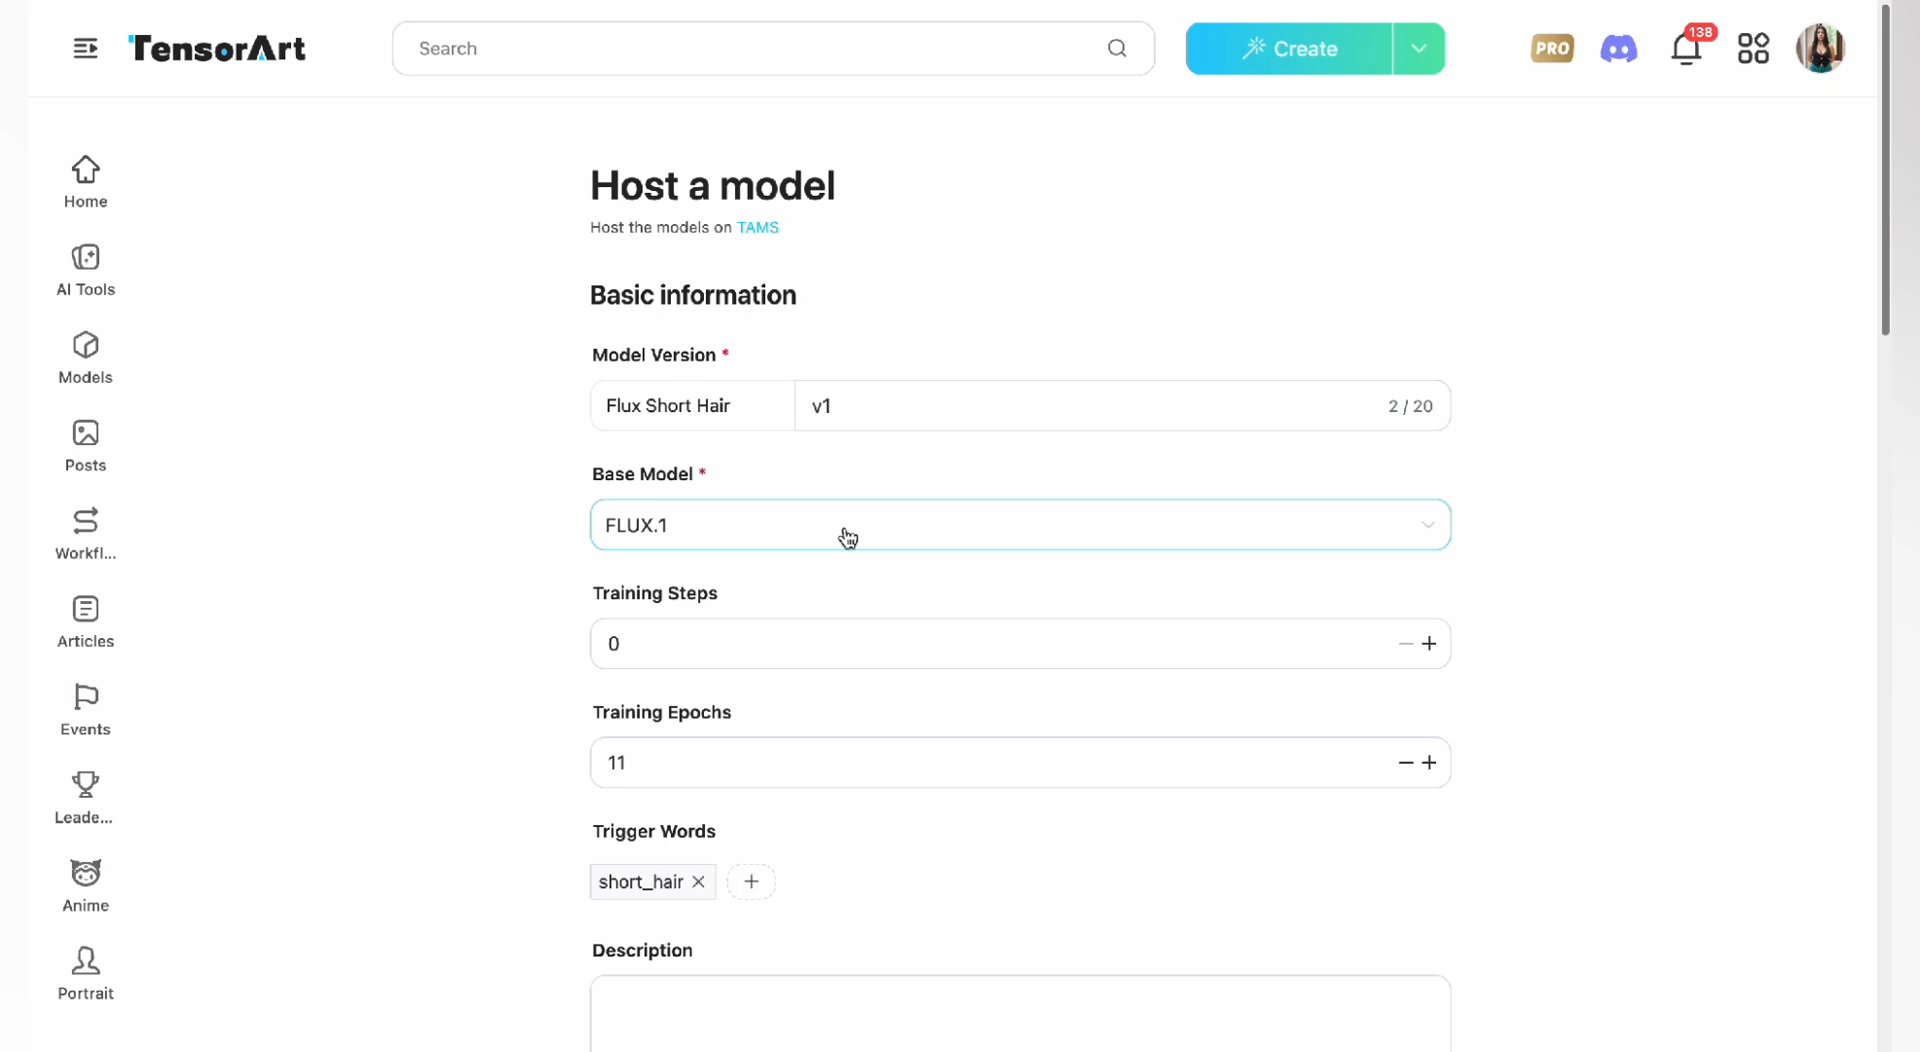 TensorArt
Search
Create
PRO
138
Home
AI Tools
Models
Posts
Workfl...
Articles
Events
Leade...
Anime
Portrait
Host a model
Host the models on TAMS
Basic information
Model Version *
Flux Short Hair v1 2 / 20
Base Model *
FLUX.1
Training Steps
0
Training Epochs
11
Trigger Words
short_hair
Description